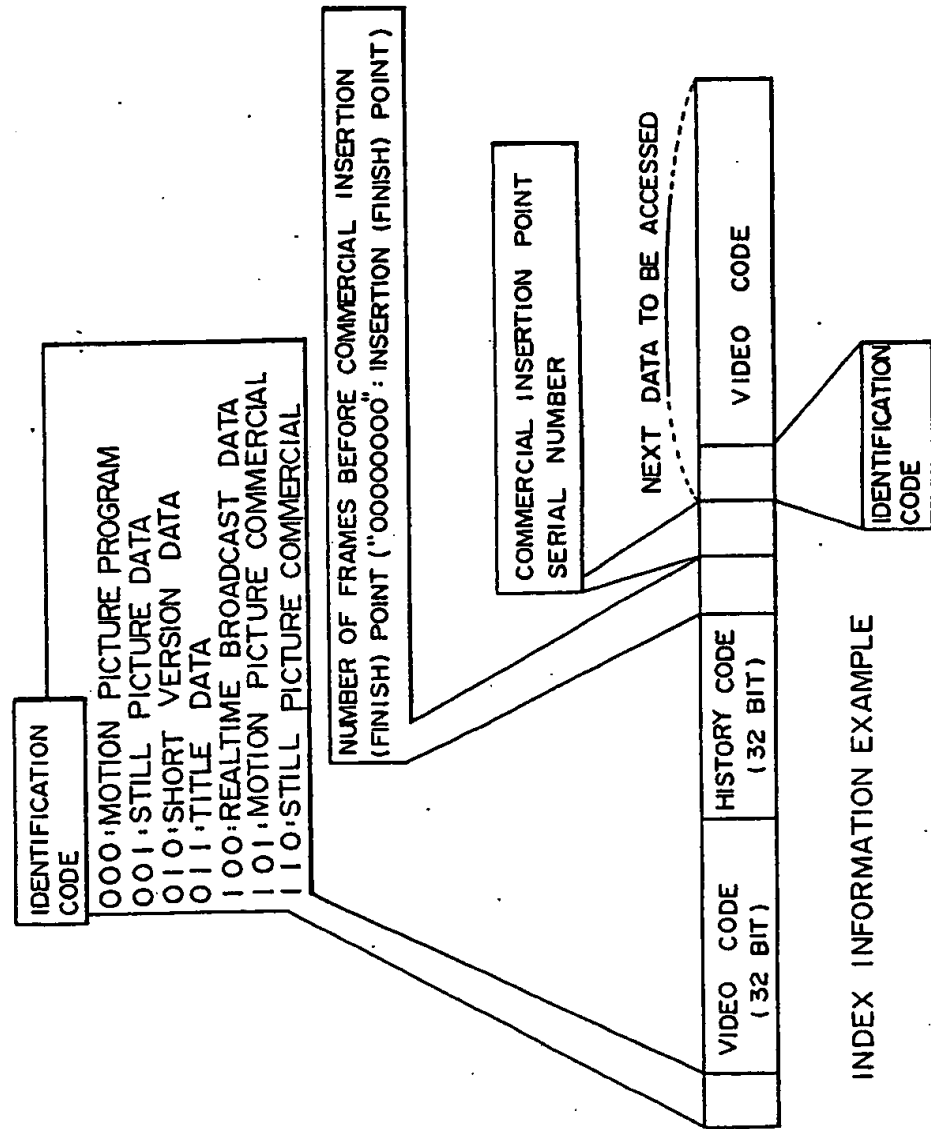 IDENTIFICATION
CODE
000:MOTION PICTURE PROGRAM
001:STILL PICTURE DATA
010:SHORT VERSION DATA
011:TITLE DATA
100:REALTIME BROADCAST DATA
101:MOTION PICTURE COMMERCIAL
110:STILL PICTURE COMMERCIAL
NUMBER OF FRAMES BEFORE COMMERCIAL INSERTION
(FINISH) POINT ("0000000": INSERTION (FINISH) POINT)
COMMERCIAL INSERTION POINT
SERIAL NUMBER
NEXT DATA TO BE ACCESSED
VIDEO CODE
(32 BIT)
HISTORY CODE
(32 BIT)
VIDEO CODE
IDENTIFICATION
CODE
INDEX INFORMATION EXAMPLE